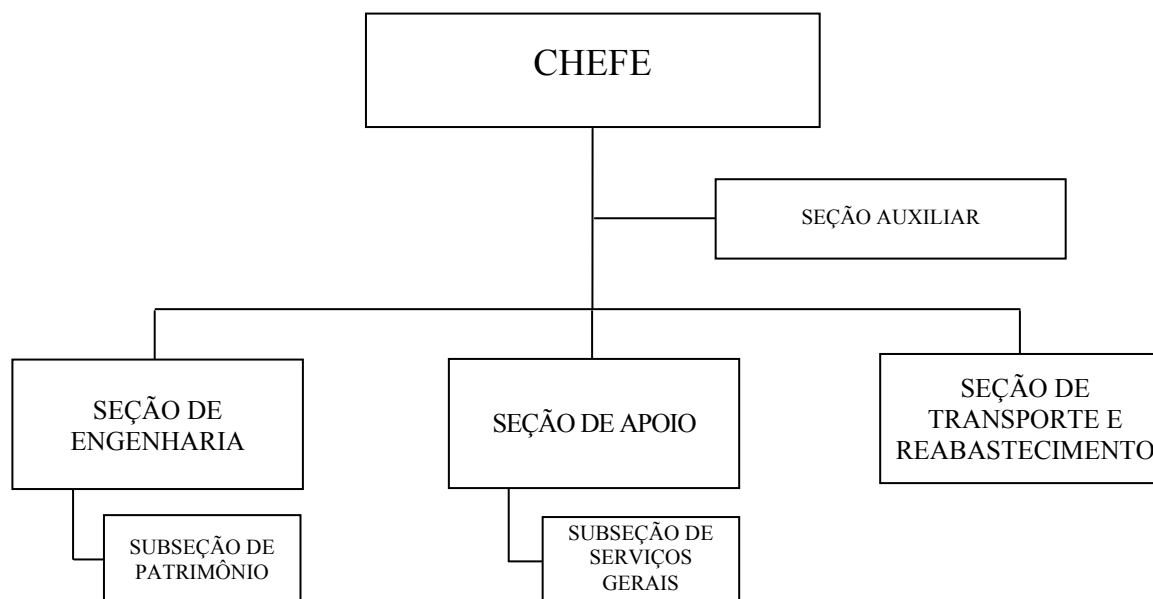 CHEFE
SEÇÃO AUXILIAR
SEÇÃO DE
ENGENHARIA
SEÇÃO DE APOIO
SEÇÃO DE
TRANSPORTE E
REABASTECIMENTO
SUBSEÇÃO DE
PATRIMÔNIO
SUBSEÇÃO DE
SERVIÇOS
GERAIS